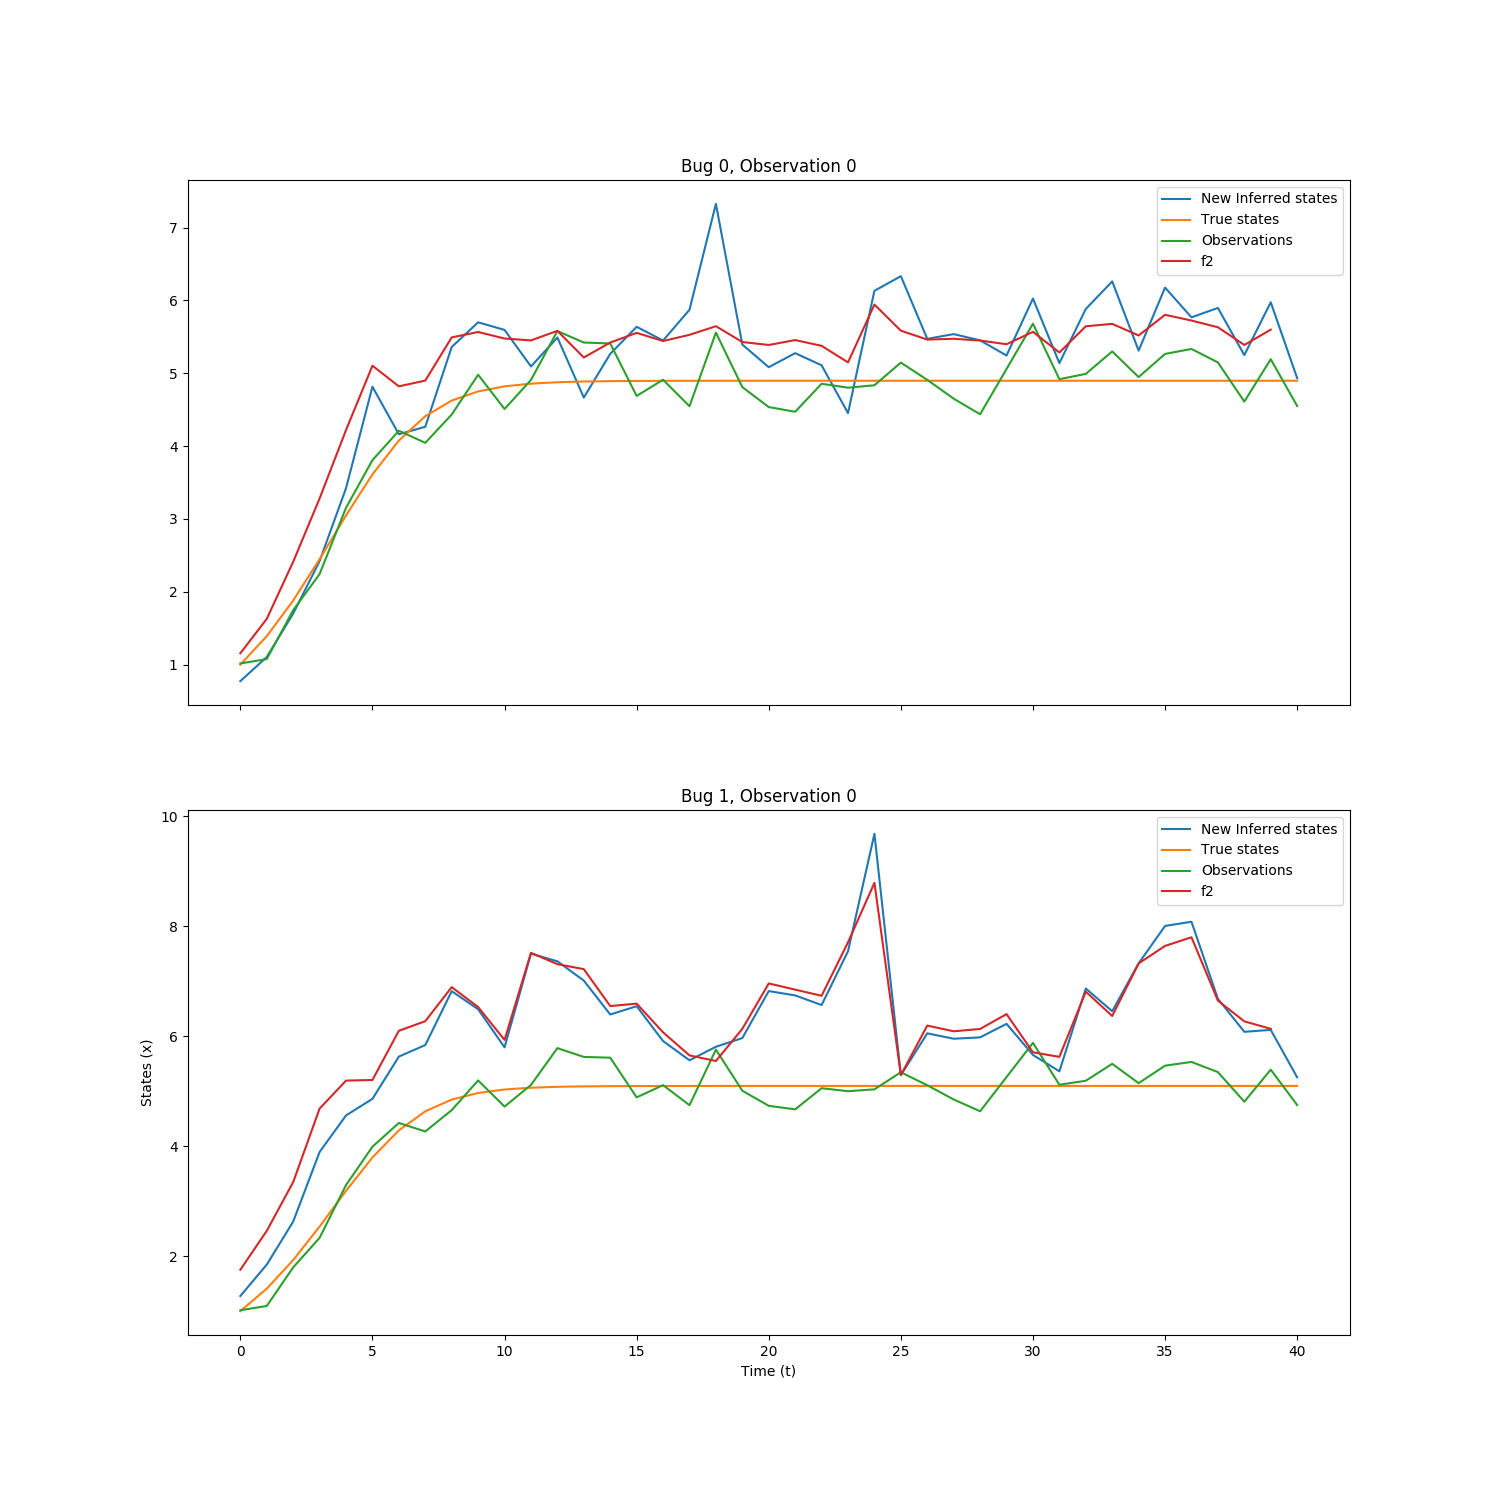 Bug 0, Observation 0
New Inferred states
True states
Observations
f2
7
6
5
4
3
2
1
Bug 1, Observation 0
New Inferred states
True states
Observations
f2
10
8
6
4
2
States (x)
0 5 10 15 20 25 30 35 40
Time (t)